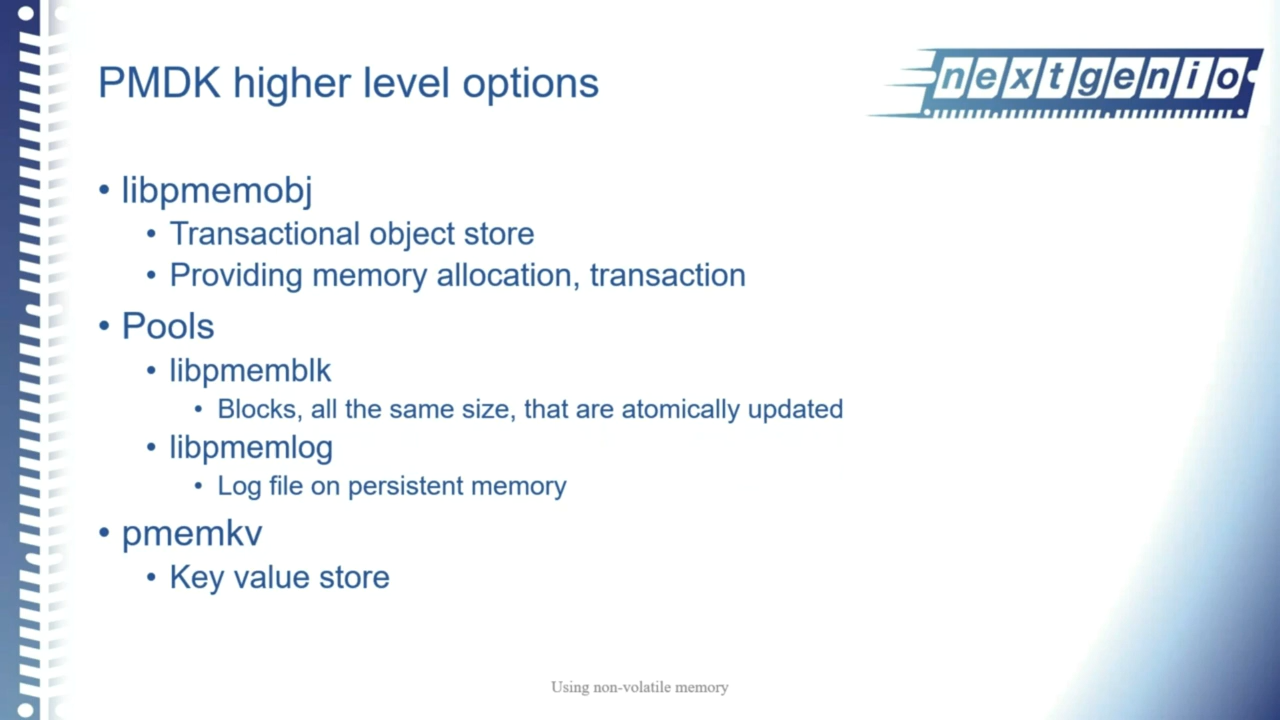 PMDK higher level options
nextgenio
• libpmemobj
• Transactional object store
• Providing memory allocation, transaction
• Pools
• libpmemblk
• Blocks, all the same size, that are atomically updated
• libpmemlog
• Log file on persistent memory
• pmemkv
• Key value store
Using non-volatile memory